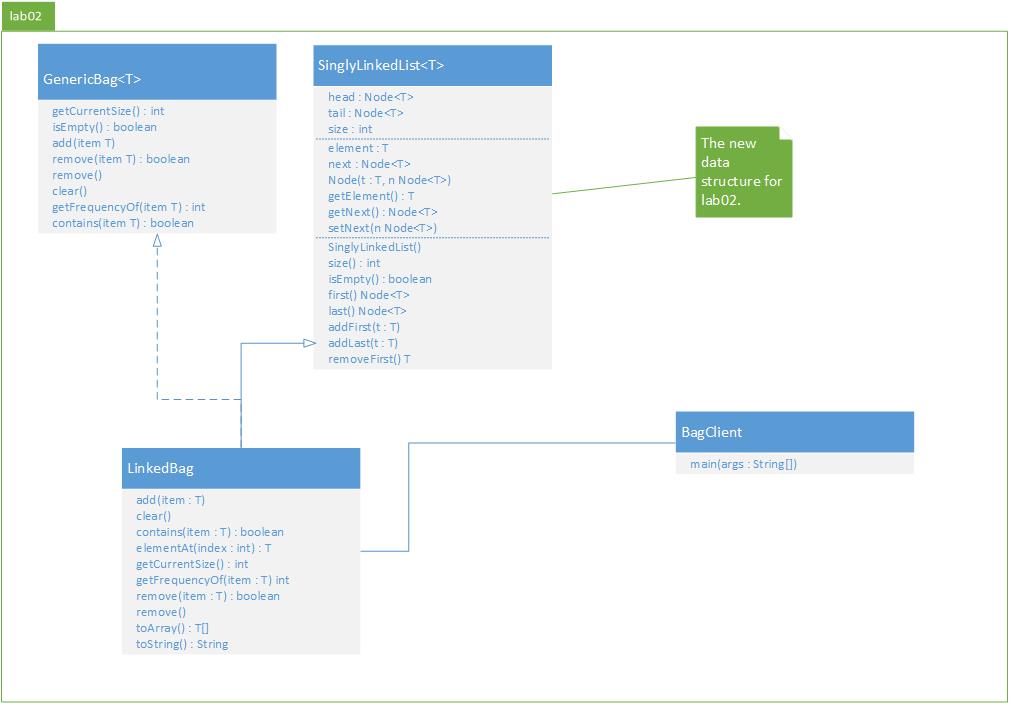 lab02
GenericBag<T>
getCurrentSize() : int
isEmpty() : boolean
add(item T)
remove(item T) : boolean
remove()
clear()
getFrequencyOf(item T) : int
contains(item T) : boolean
SinglyLinkedList<T>
head : Node<T>
tail : Node<T>
size : int
element : T
next : Node<T>
Node(t : T, n Node<T>)
getElement() : T
getNext() : Node<T>
setNext(n Node<T>)
SinglyLinkedList()
size() : int
isEmpty() : boolean
first() Node<T>
last() Node<T>
addFirst(t : T)
addLast(t : T)
removeFirst() T
The new
data
structure for
lab02.
LinkedBag
add(item : T)
clear()
contains(item : T) : boolean
elementAt(index : int) : T
getCurrentSize() : int
getFrequencyOf(item : T) int
remove(item : T) : boolean
remove()
toArray() : T[]
toString() : String
BagClient
main(args : String[])